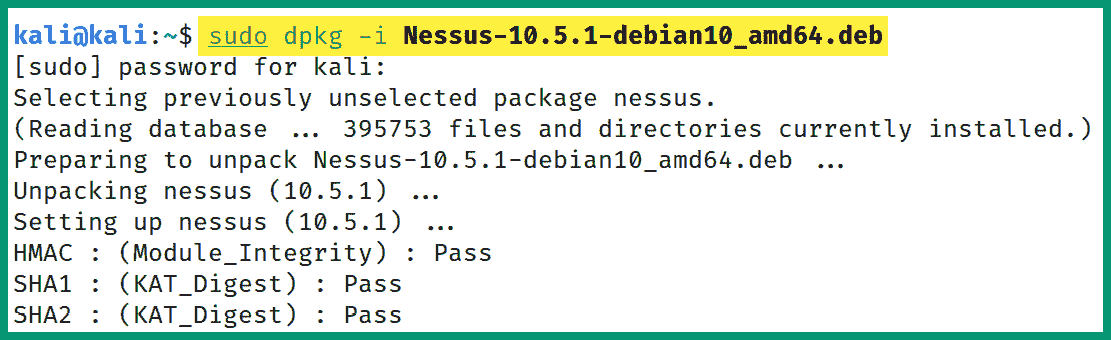 kali@kali:~$ sudo dpkg -i Nessus-10.5.1-debian10_amd64.deb
[sudo] password for kali:
Selecting previously unselected package nessus.
(Reading database ... 395753 files and directories currently installed.)
Preparing to unpack Nessus-10.5.1-debian10_amd64.deb ...
Unpacking nessus (10.5.1) ...
Setting up nessus (10.5.1) ...
HMAC : (Module_Integrity) : Pass
SHA1 : (KAT_Digest) : Pass
SHA2 : (KAT_Digest) : Pass